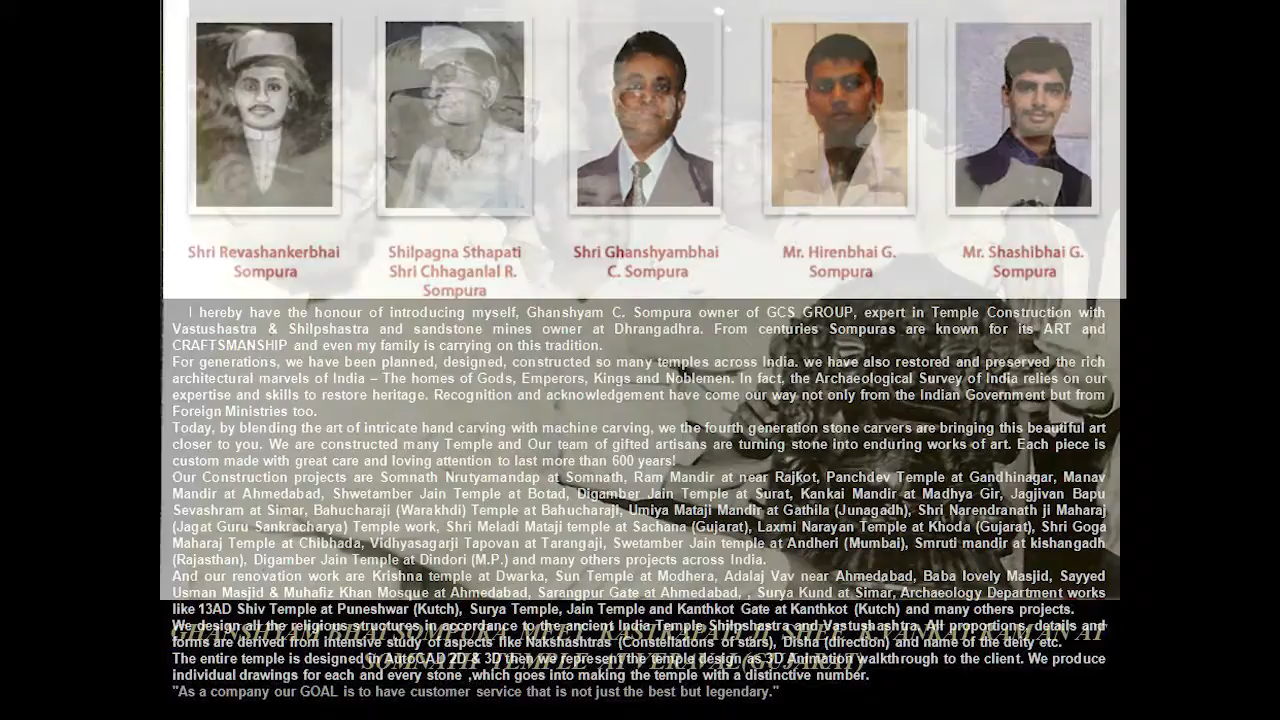 Shri Revashankerbhai
Sompura
Shilpagna Sthapati
Shri Chhaganlal R.
Sompura
Shri Ghanshyambhai
C. Sompura
Mr. Hirenbhai G.
Sompura
Mr. Shashibhai G.
Sompura
I hereby have the honour of introducing myself, Ghanshyam C. Sompura owner of GCS GROUP, expert in Temple Construction with
Vastushastra & Shilpshastra and sandstone mines owner at Dhrangadhra. From centuries Sompuras are known for its ART and
CRAFTSMANSHIP and even my family is carrying on this tradition.
For generations, we have been planned, designed, constructed so many temples across India. we have also restored and preserved the rich
architectural marvels of India – The homes of Gods, Emperors, Kings and Noblemen. In fact, the Archaeological Survey of India relies on our
expertise and skills to restore heritage. Recognition and acknowledgement have come our way not only from the Indian Government but from
Foreign Ministries too.
Today, by blending the art of intricate hand carving with machine carving, we the fourth generation stone carvers are bringing this beautiful art
closer to you. We are constructed many Temple and Our team of gifted artisans are turning stone into enduring works of art. Each piece is
custom made with great care and loving attention to last more than 600 years!
Our Construction projects are Somnath Nrutyamandap at Somnath, Ram Mandir at near Rajkot, Panchdev Temple at Gandhinagar, Manav
Mandir at Ahmedabad, Shwetamber Jain Temple at Botad, Digamber Jain Temple at Surat, Kankai Mandir at Madhya Gir, Jagjivan Bapu
Sevashram at Simar, Bahucharaji (Warakhdi) Temple at Bahucharaji, Umiya Mataji Mandir at Gathila (Junagadh), Shri Narendranath ji Maharaj
(Jagat Guru Sankracharya) Temple work, Shri Meladi Mataji temple at Sachana (Gujarat), Laxmi Narayan Temple at Khoda (Gujarat), Shri Goga
Maharaj Temple at Chibhada, Vidhyasagarji Tapovan at Tarangaji, Swetamber Jain temple at Andheri (Mumbai), Smruti mandir at kishangadh
(Rajasthan), Digamber Jain Temple at Dindori (M.P.) and many others projects across India.
And our renovation work are Krishna temple at Dwarka, Sun Temple at Modhera, Adalaj Vav near Ahmedabad, Baba lovely Masjid, Sayyed
Usman Masjid & Muhafiz Khan Mosque at Ahmedabad, Sarangpur Gate at Ahmedabad, , Surya Kund at Simar, Archaeology Department works
like 13AD Shiv Temple at Puneshwar (Kutch), Surya Temple, Jain Temple and Kanthkot Gate at Kanthkot (Kutch) and many others projects.
We design all the religious structures in accordance to the ancient India Temple Shilpshastra and Vastushashtra. All proportions, details and
forms are derived from intensive study of aspects like Nakshashtras (Constellations of stars), Disha (direction) and name of the deity etc.
The entire temple is designed to AutoCAD 2D & 3D then we represent the temple design as 3D Animation walkthrough to the client. We produce
individual drawings for each and every stone ,which goes into making the temple with a distinctive number.
"As a company our GOAL is to have customer service that is not just the best but legendary."